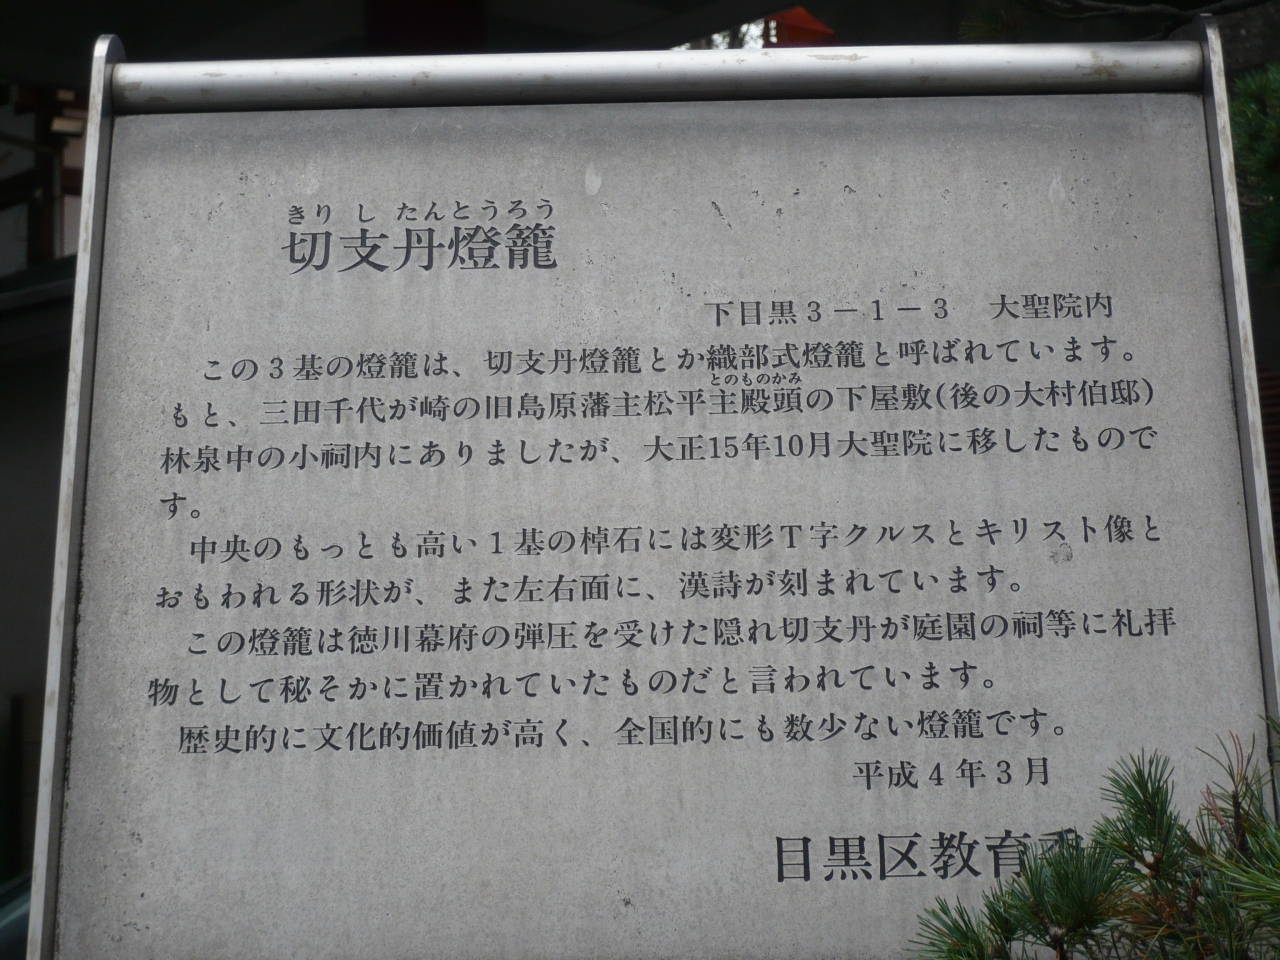 きりしたんとうろう
切支丹燈籠
下目黒3－1－3　大聖院内
この3基の燈籠は、切支丹燈籠とか織部式燈籠と呼ばれています。
とのものかみ
もと、三田千代が崎の旧島原藩主松平主殿頭の下屋敷(後の大村伯邸)
林泉中の小祠内にありましたが、大正15年10月大聖院に移したもので
す。
中央のもっとも高い1基の棹石には変形T字クルスとキリスト像と
おもわれる形状が、また左右面に、漢詩が刻まれています。
この燈籠は徳川幕府の弾圧を受けた隠れ切支丹が庭園の祠等に礼拝
物として秘そかに置かれていたものだと言われています。
歴史的に文化的価値が高く、全国的にも数少ない燈籠です。
平成4年3月
目黒区教育